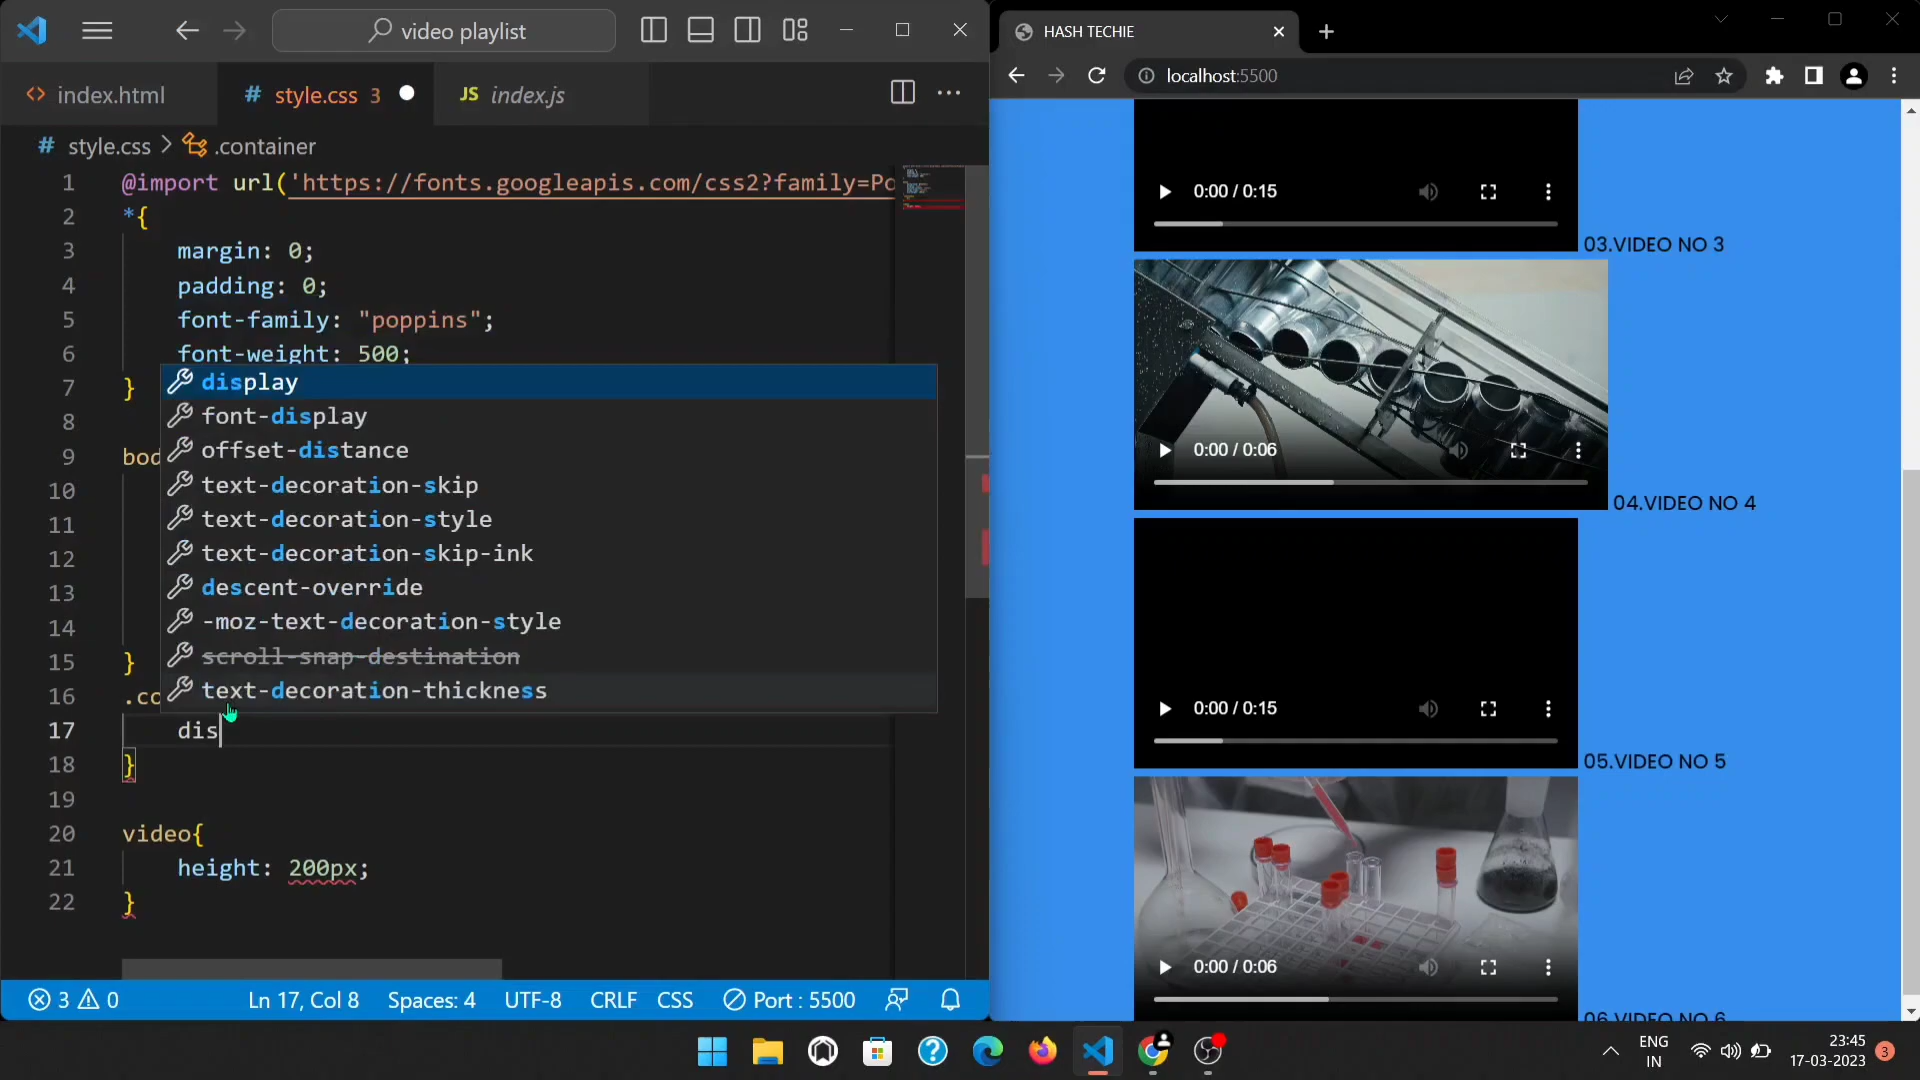 video playlist
index.html
# style.css 3
JS index.js
# style.css > .container
1 @import url('https://fonts.googleapis.com/css2?family=Po
2 *{
3 margin: 0;
4 padding: 0;
5 font-family: "poppins";
6 font-weight: 500;
7 }
8
9 bod
10
11
12
13
14
15 }
16 .co
17 dis
18 }
19
20 video{
21 height: 200px;
22 }
display
font-display
offset-distance
text-decoration-skip
text-decoration-style
text-decoration-skip-ink
descent-override
-moz-text-decoration-style
scroll-snap-destination
text-decoration-thickness
3 0
Ln 17, Col 8
Spaces: 4
UTF-8
CRLF
CSS
Port : 5500
HASH TECHIE
localhost:5500
0:00 / 0:15
03.VIDEO NO 3
0:00 / 0:06
04.VIDEO NO 4
0:00 / 0:15
05.VIDEO NO 5
0:00 / 0:06
06.VIDEO NO 6
ENG
IN
23:45
17-03-2023
3